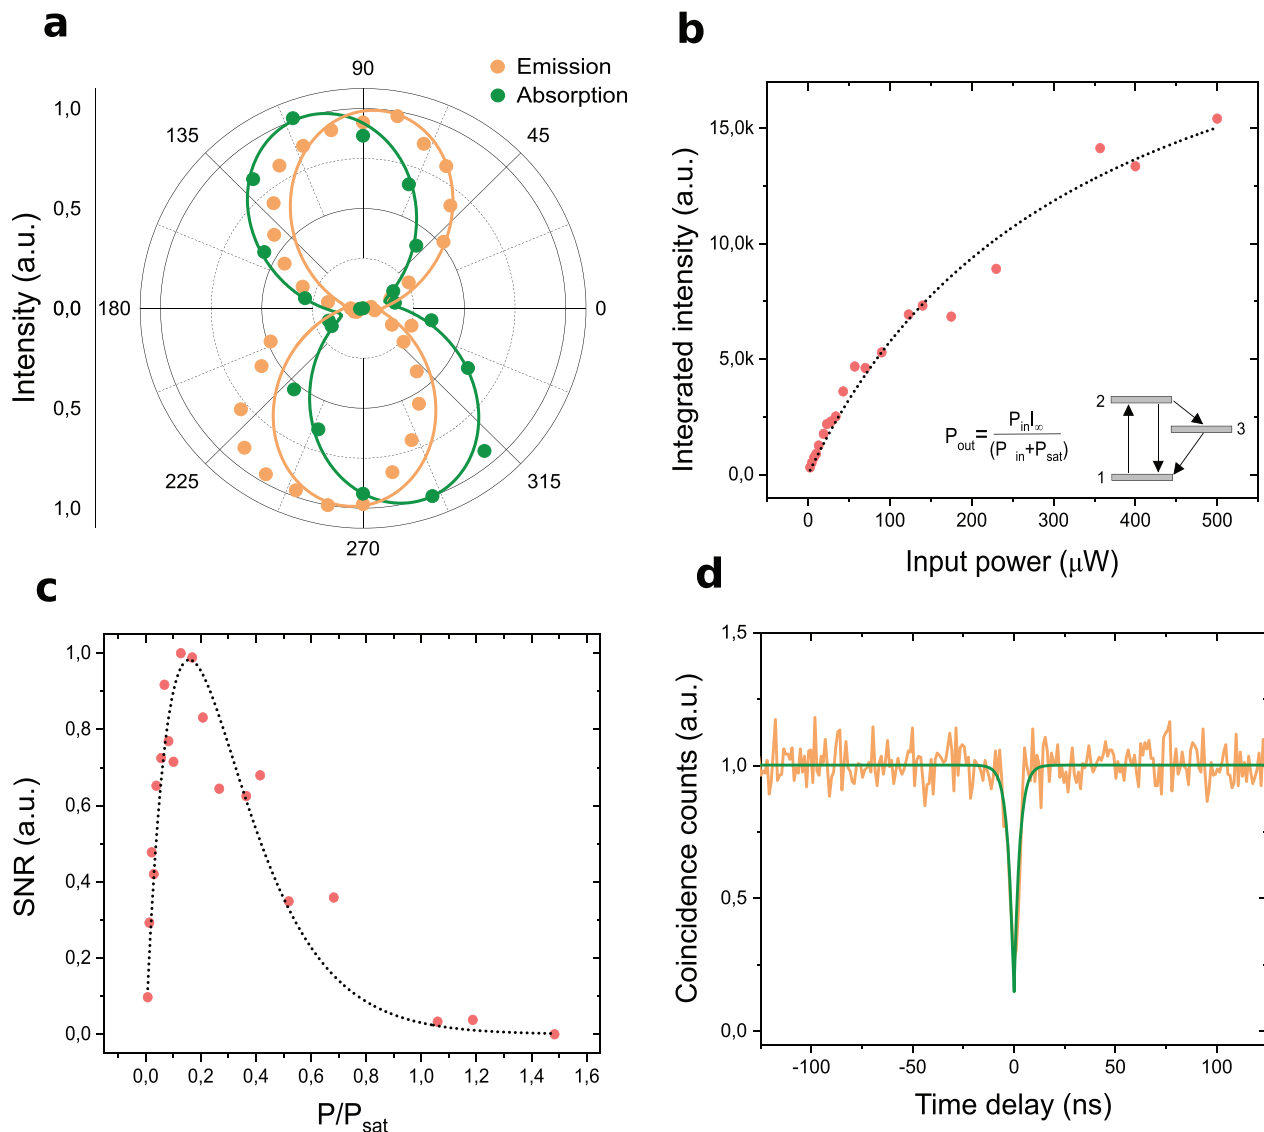 a
Emission
Absorption
90
135
45
180
0
225
315
270
1,0
0,5
0,0
0,5
1,0
Intensity (a.u.)
b
15,0k
10,0k
5,0k
0,0
Integrated intensity (a.u.)
P_out = P_in I_∞ / (P_in+P_sat)
2
3
1
0 100 200 300 400 500
Input power (μW)
c
1,0
0,8
0,6
0,4
0,2
0,0
SNR (a.u.)
0,0 0,2 0,4 0,6 0,8 1,0 1,2 1,4 1,6
P/P_sat
d
1,5
1,0
0,5
0,0
Coincidence counts (a.u.)
-100 -50 0 50 100
Time delay (ns)